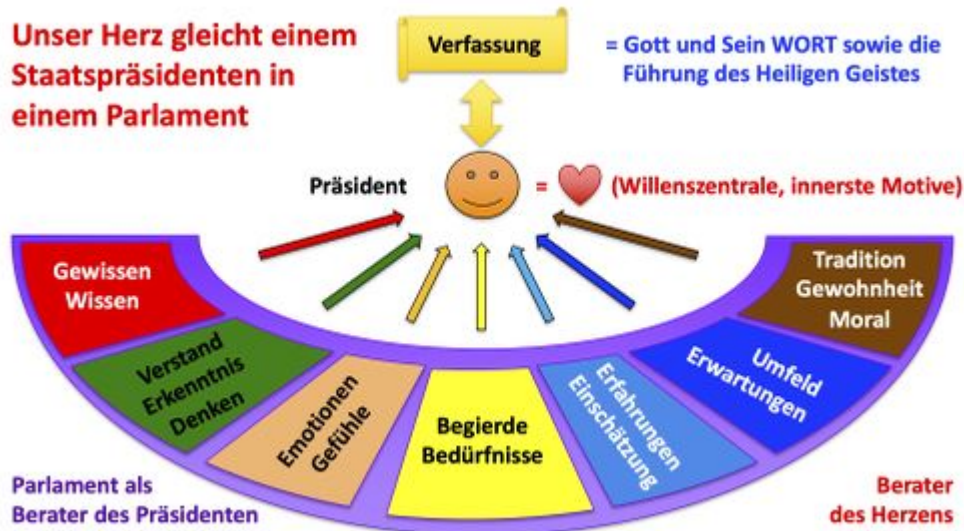 Unser Herz gleicht einem
Staatspräsidenten in
einem Parlament
Verfassung
= Gott und Sein WORT sowie die
Führung des Heiligen Geistes
Präsident
= (Willenszentrale, innerste Motive)
Gewissen
Wissen
Verstand
Erkenntnis
Denken
Emotionen
Gefühle
Begierde
Bedürfnisse
Erfahrungen
Einschätzung
Umfeld
Erwartungen
Tradition
Gewohnheit
Moral
Parlament als
Berater des Präsidenten
Berater
des Herzens